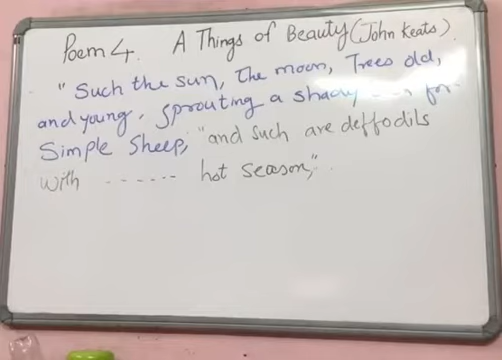 Poem 4. A Things of Beauty (John Keats).
"Such the sun, the moon, Trees old,
and young, sprouting a shady ... for
Simple Sheep, "and such are deffodils
with ...... hot season,".